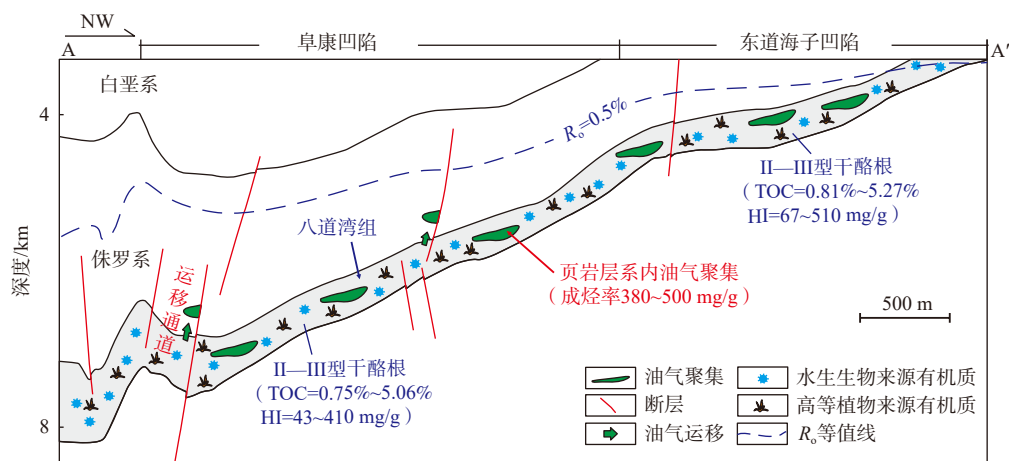 NW
A
阜康凹陷
东道海子凹陷
A′
白垩系
4
Rₒ=0.5%
II—III型干酪根
（TOC=0.81%~5.27%
HI=67~510 mg/g）
八道湾组
深度/km
侏罗系
运移通道
页岩层系内油气聚集
（成烃率380~500 mg/g）
500 m
II—III型干酪根
（TOC=0.75%~5.06%
HI=43~410 mg/g）
8
油气聚集
水生生物来源有机质
断层
高等植物来源有机质
油气运移
Rₒ等值线